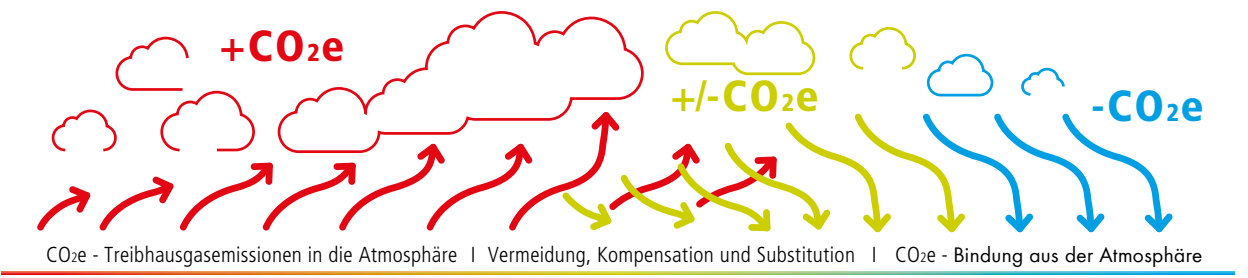 +CO₂e
+/-CO₂e
-CO₂e
CO₂e - Treibhausgasemissionen in die Atmosphäre I Vermeidung, Kompensation und Substitution I CO₂e - Bindung aus der Atmosphäre